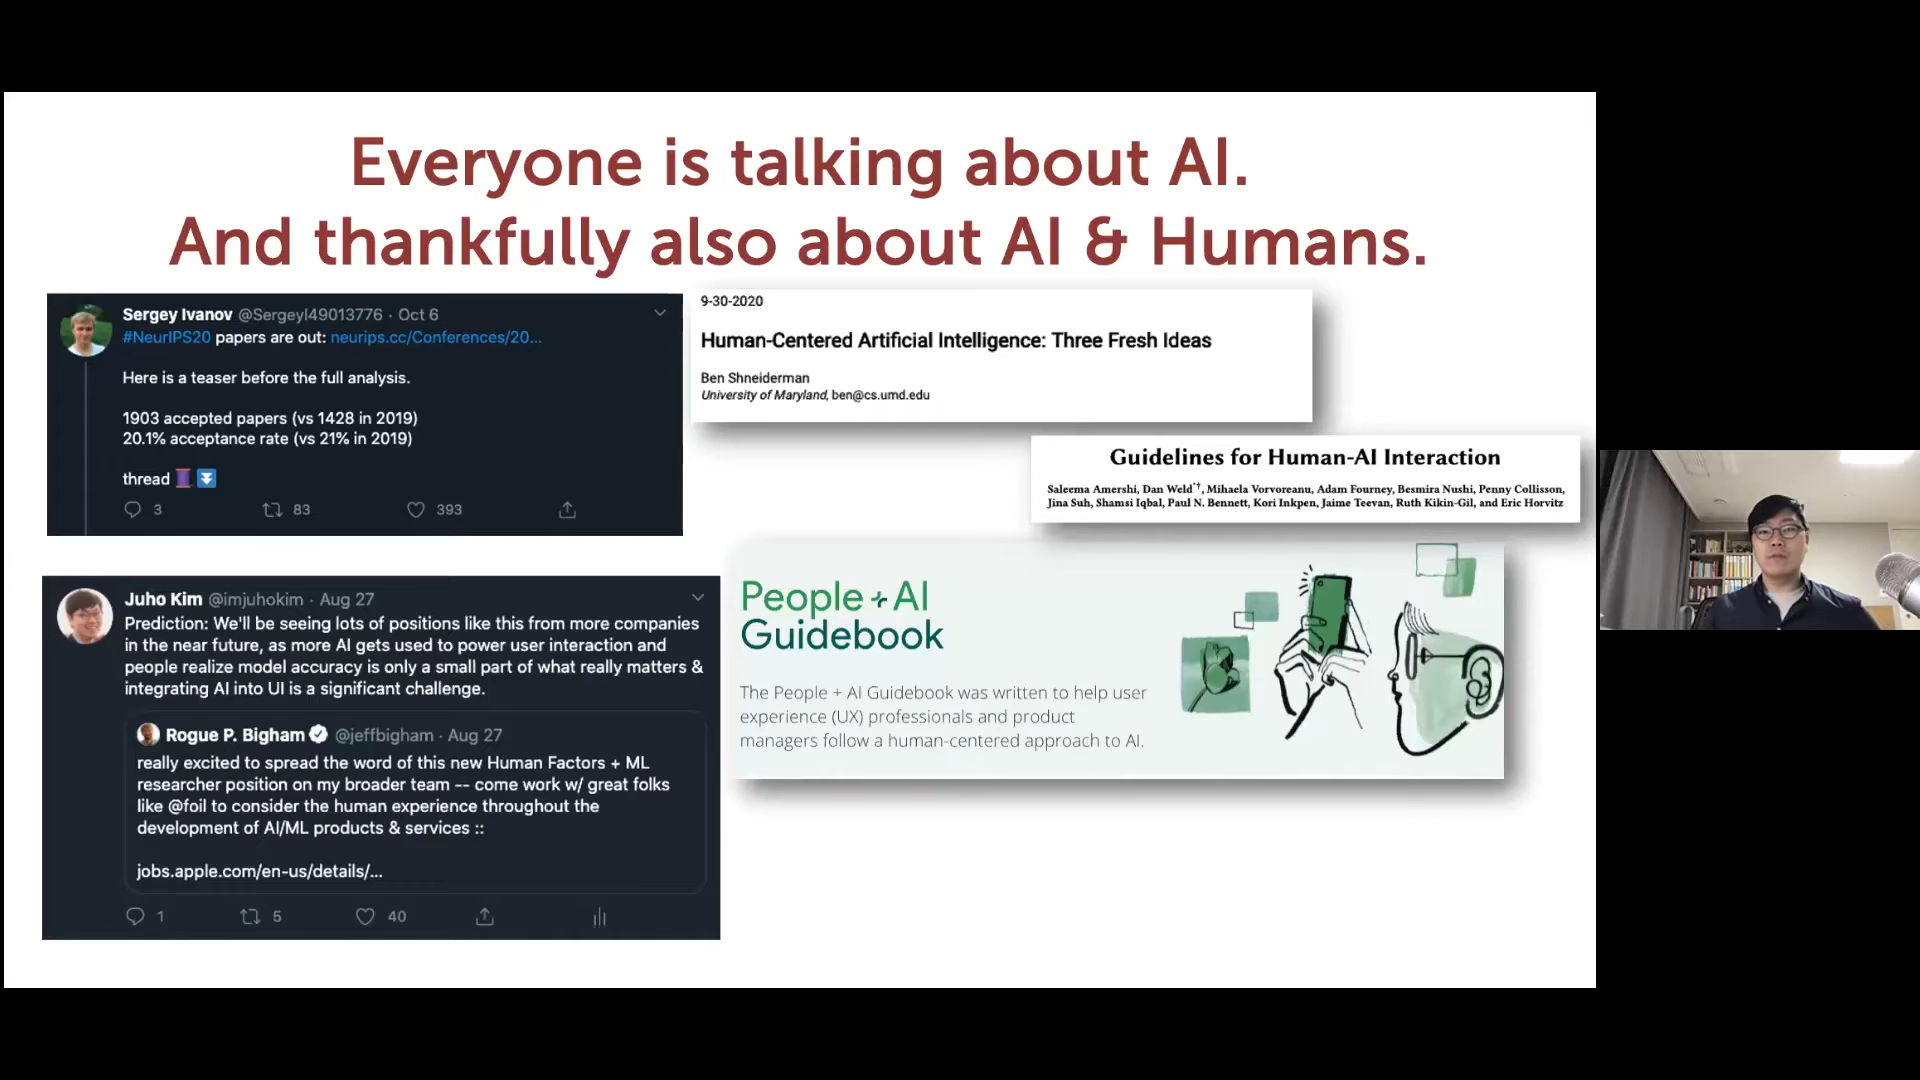 Everyone is talking about AI.
And thankfully also about AI & Humans.
Sergey Ivanov @SergeyI49013776 · Oct 6
#NeurIPS20 papers are out: neurips.cc/Conferences/20...
Here is a teaser before the full analysis.
1903 accepted papers (vs 1428 in 2019)
20.1% acceptance rate (vs 21% in 2019)
thread
3 83 393
9-30-2020
Human-Centered Artificial Intelligence: Three Fresh Ideas
Ben Shneiderman
University of Maryland, ben@cs.umd.edu
Guidelines for Human-AI Interaction
Saleema Amershi, Dan Weld*†, Mihaela Vorvoreanu, Adam Fourney, Besmira Nushi, Penny Collisson,
Jina Suh, Shamsi Iqbal, Paul N. Bennett, Kori Inkpen, Jaime Teevan, Ruth Kikin-Gil, and Eric Horvitz
Juho Kim @imjuhokim · Aug 27
Prediction: We'll be seeing lots of positions like this from more companies
in the near future, as more AI gets used to power user interaction and
people realize model accuracy is only a small part of what really matters &
integrating AI into UI is a significant challenge.
Rogue P. Bigham @jeffbigham · Aug 27
really excited to spread the word of this new Human Factors + ML
researcher position on my broader team -- come work w/ great folks
like @foil to consider the human experience throughout the
development of AI/ML products & services ::
jobs.apple.com/en-us/details/...
1 5 40
People + AI
Guidebook
The People + AI Guidebook was written to help user
experience (UX) professionals and product
managers follow a human-centered approach to AI.